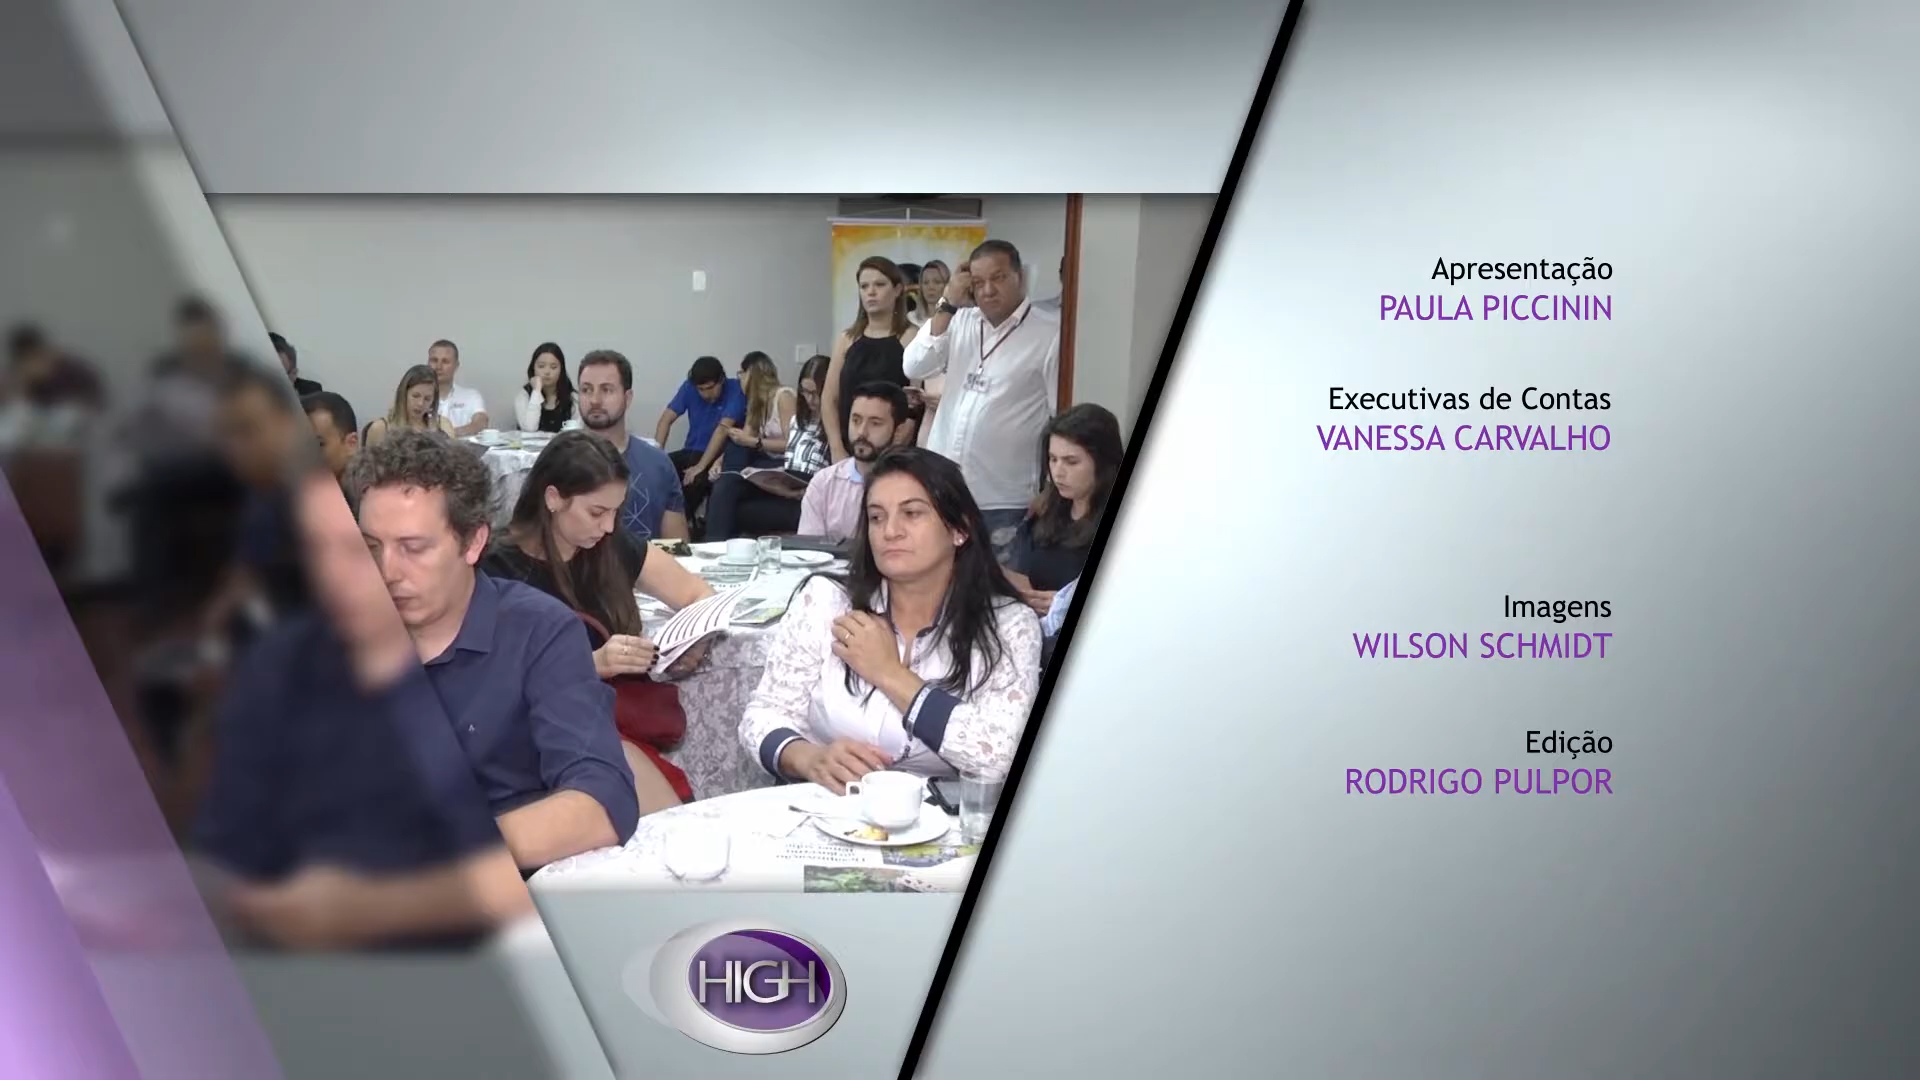 Apresentação
PAULA PICCININ
Executivas de Contas
VANESSA CARVALHO
Imagens
WILSON SCHMIDT
Edição
RODRIGO PULPOR
HIGH